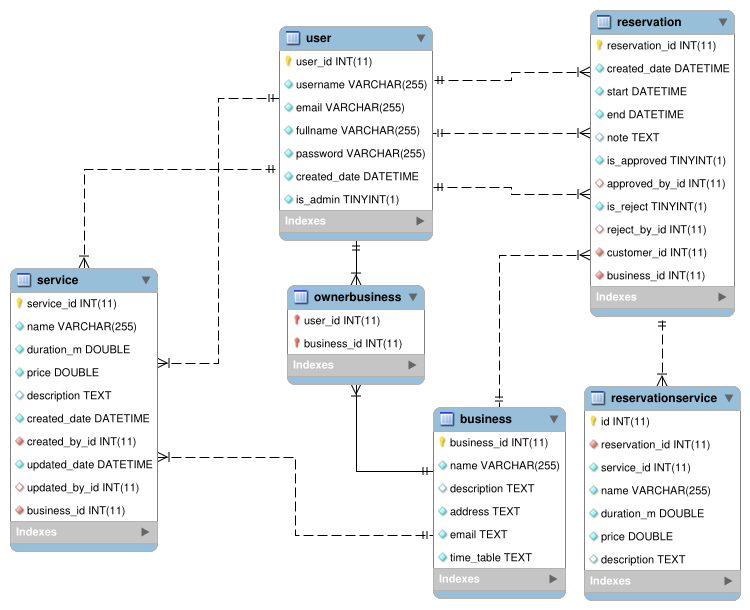 user
user_id INT(11)
username VARCHAR(255)
email VARCHAR(255)
fullname VARCHAR(255)
password VARCHAR(255)
created_date DATETIME
is_admin TINYINT(1)
Indexes
reservation
reservation_id INT(11)
created_date DATETIME
start DATETIME
end DATETIME
note TEXT
is_approved TINYINT(1)
approved_by_id INT(11)
is_reject TINYINT(1)
reject_by_id INT(11)
customer_id INT(11)
business_id INT(11)
Indexes
service
service_id INT(11)
name VARCHAR(255)
duration_m DOUBLE
price DOUBLE
description TEXT
created_date DATETIME
created_by_id INT(11)
updated_date DATETIME
updated_by_id INT(11)
business_id INT(11)
Indexes
ownerbusiness
user_id INT(11)
business_id INT(11)
Indexes
business
business_id INT(11)
name VARCHAR(255)
description TEXT
address TEXT
email TEXT
time_table TEXT
Indexes
reservationservice
id INT(11)
reservation_id INT(11)
service_id INT(11)
name VARCHAR(255)
duration_m DOUBLE
price DOUBLE
description TEXT
Indexes